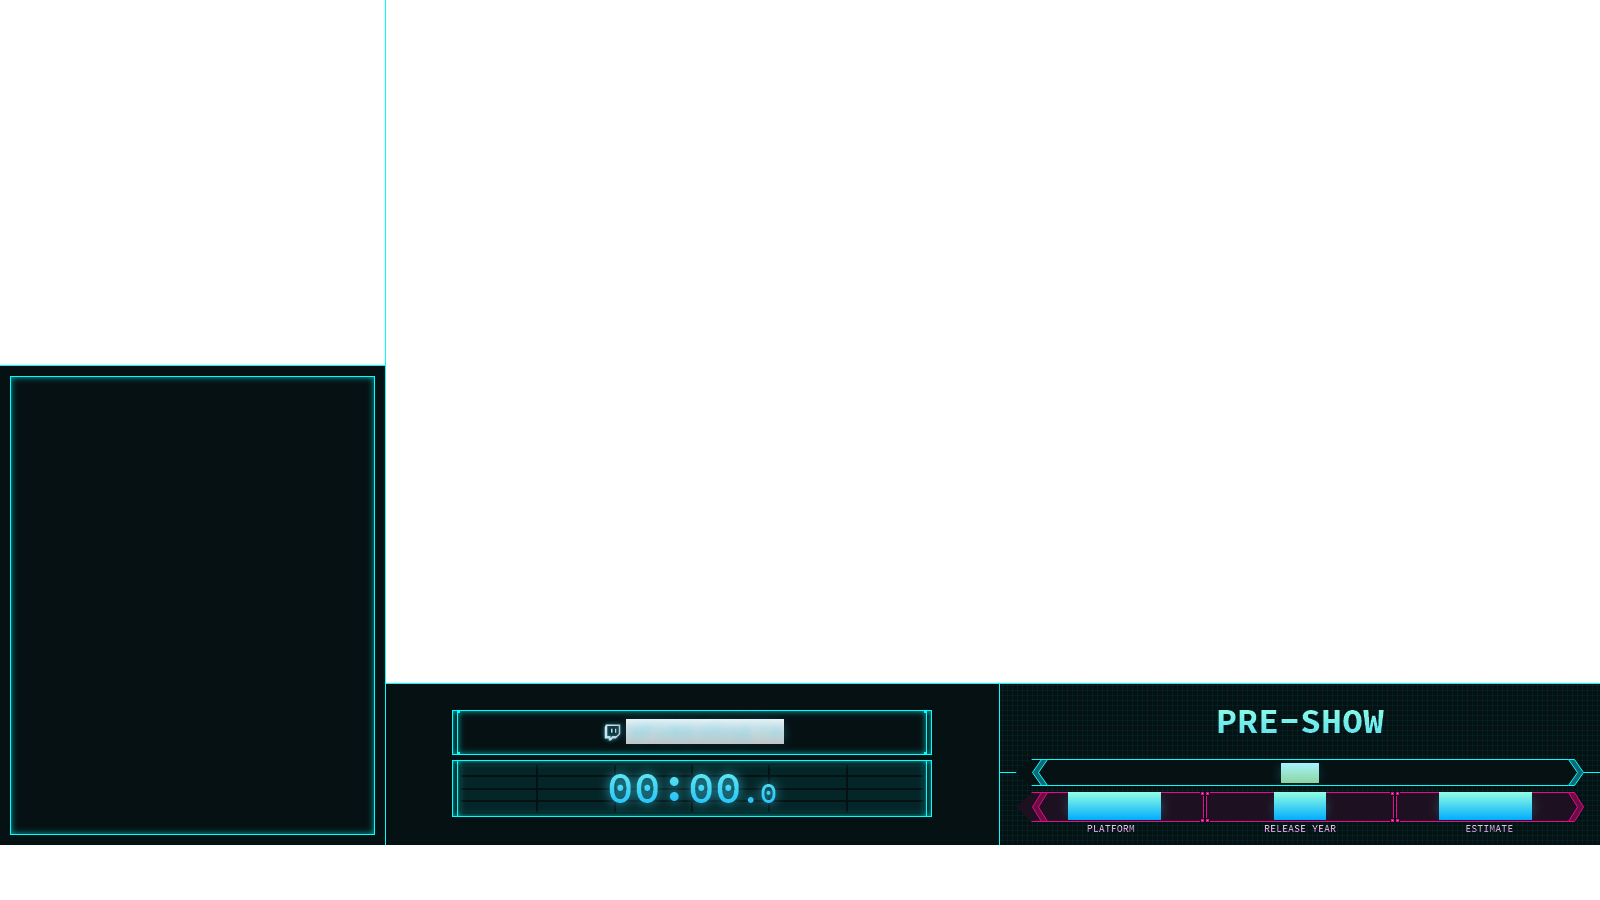 00:00.0
PRE-SHOW
PLATFORM
RELEASE YEAR
ESTIMATE